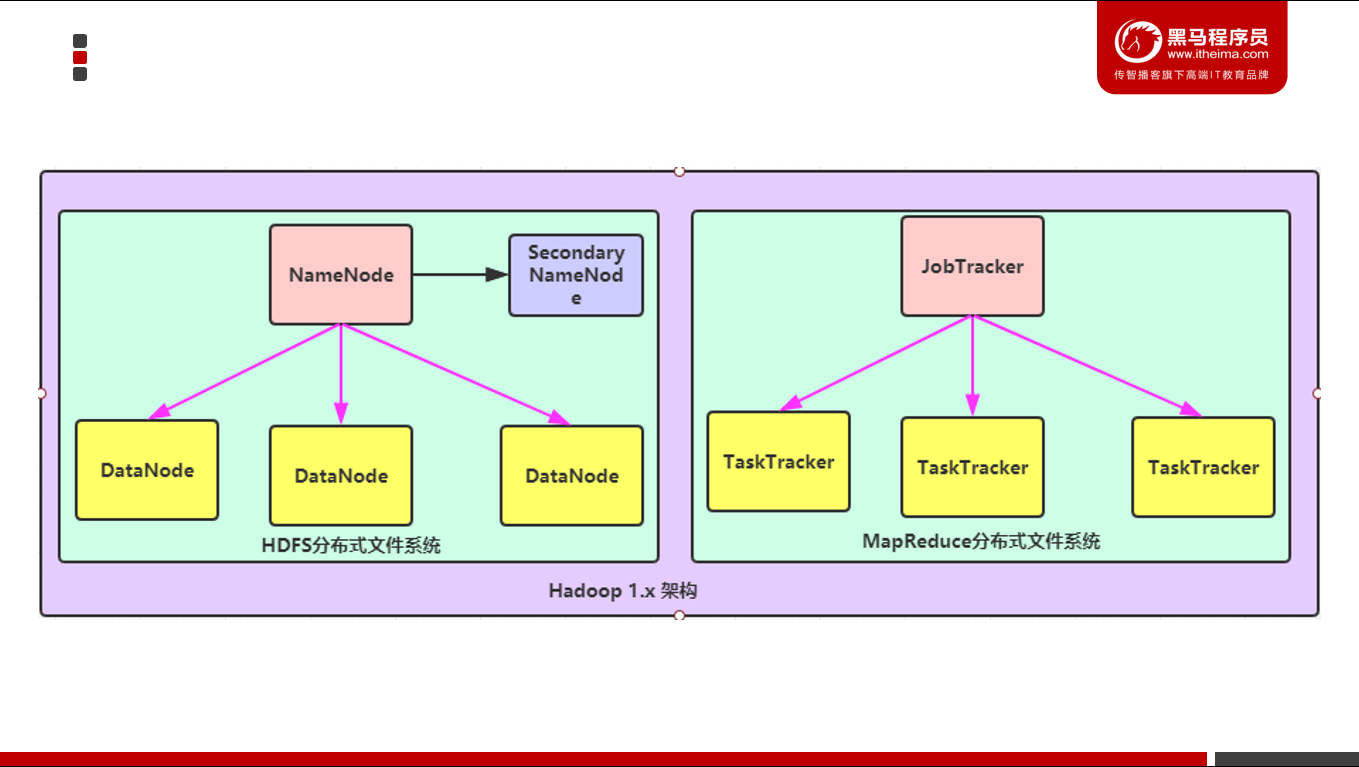 黑马程序员
www.itheima.com
传智播客旗下高端IT教育品牌
NameNode
Secondary
NameNod
e
JobTracker
DataNode
DataNode
DataNode
TaskTracker
TaskTracker
TaskTracker
HDFS分布式文件系统
MapReduce分布式文件系统
Hadoop 1.x 架构